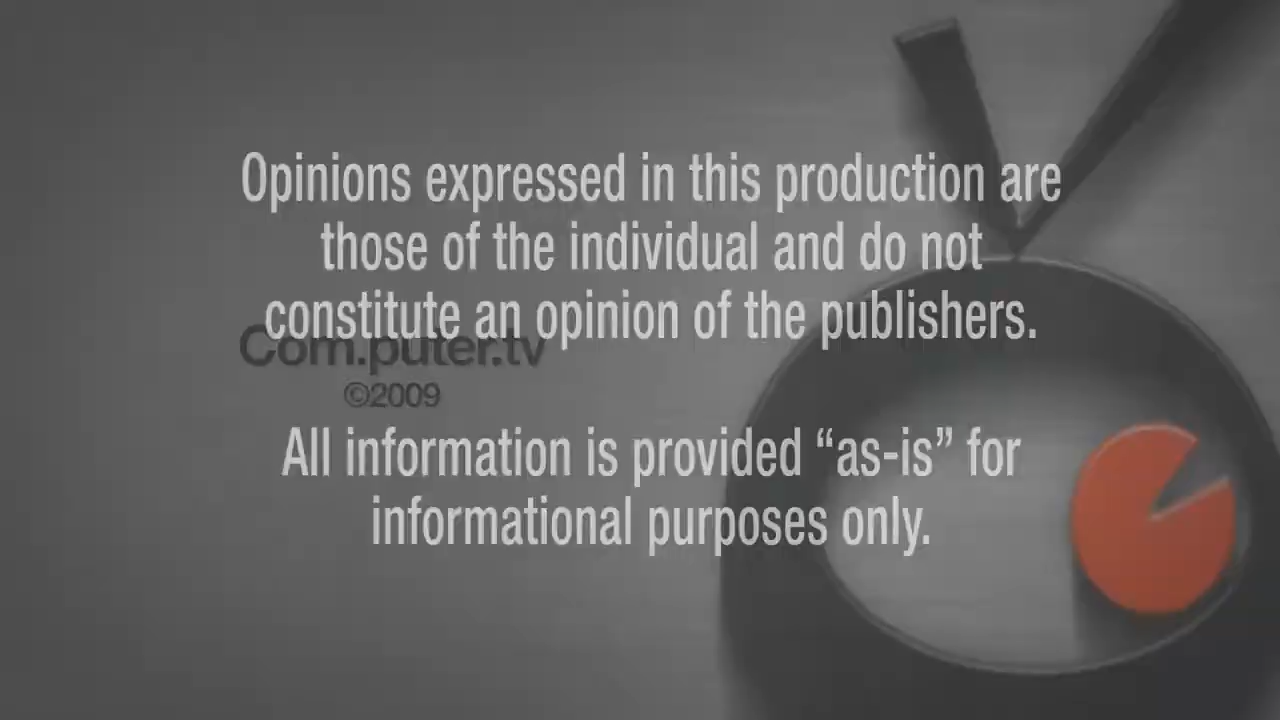 Opinions expressed in this production are
those of the individual and do not
constitute an opinion of the publishers.
Com.puter.tv
©2009
All information is provided “as-is” for
informational purposes only.